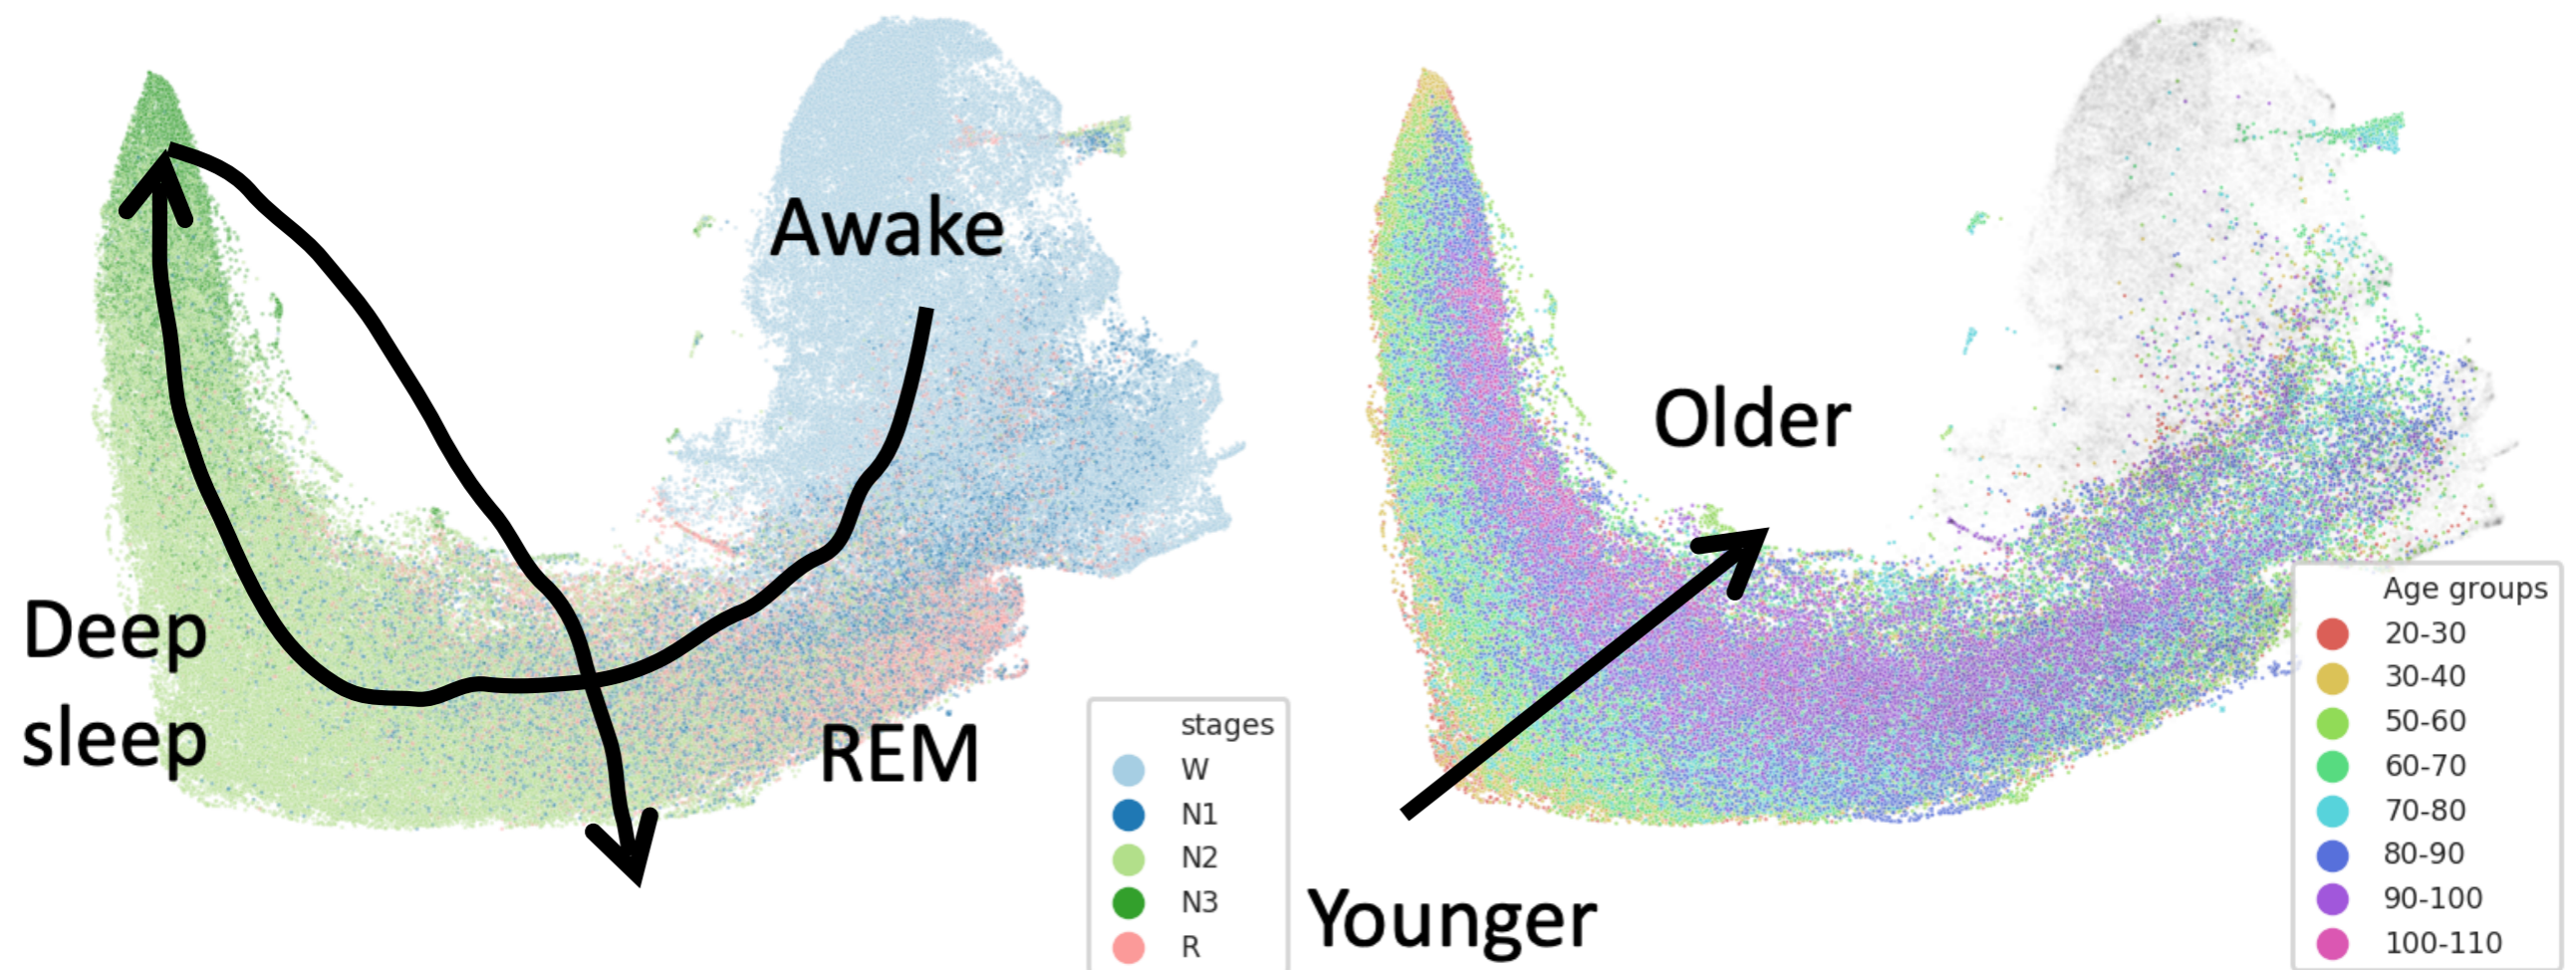 Awake
Deep
sleep
REM
stages
W
N1
N2
N3
R
Older
Younger
Age groups
20-30
30-40
50-60
60-70
70-80
80-90
90-100
100-110